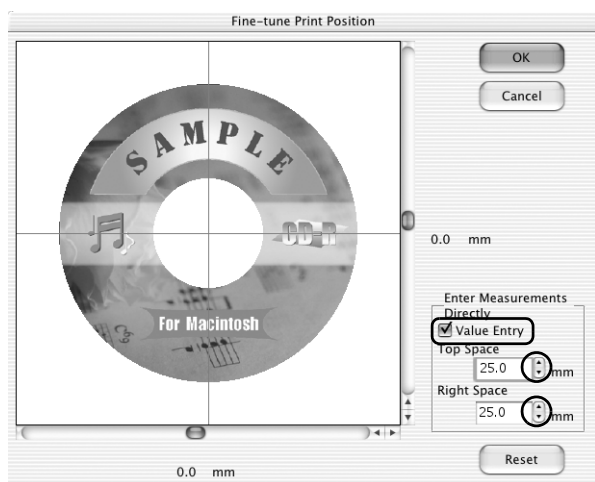 Fine-tune Print Position
OK
Cancel
SAMPLE
CD-R
For Macintosh
0.0 mm
Enter Measurements
Directly
Value Entry
Top Space
25.0 mm
Right Space
25.0 mm
Reset
0.0 mm